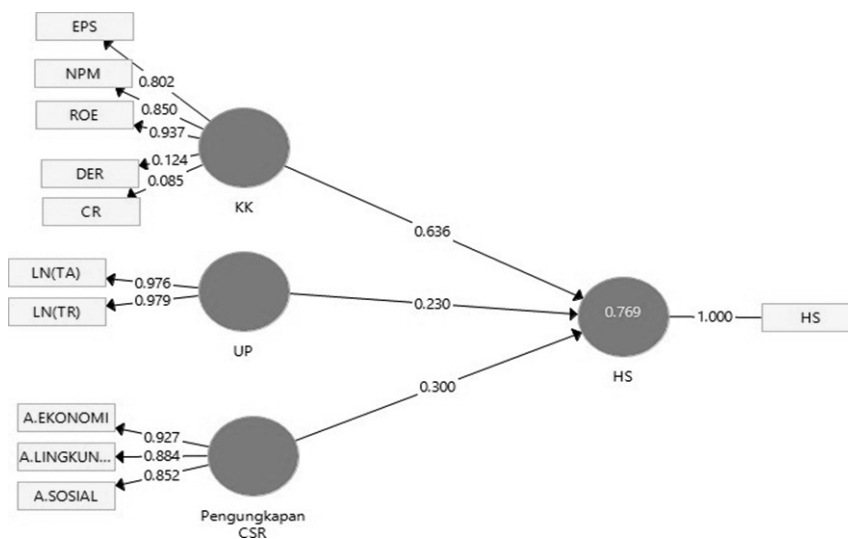 EPS
0.802
NPM
0.850
ROE
0.937
DER
0.124
CR
0.085
KK
0.636
LN(TA)
0.976
LN(TR)
0.979
UP
0.230
0.769
HS
1.000
HS
0.300
A.EKONOMI
0.927
A.LINGKUN...
0.884
A.SOSIAL
0.852
Pengungkapan
CSR